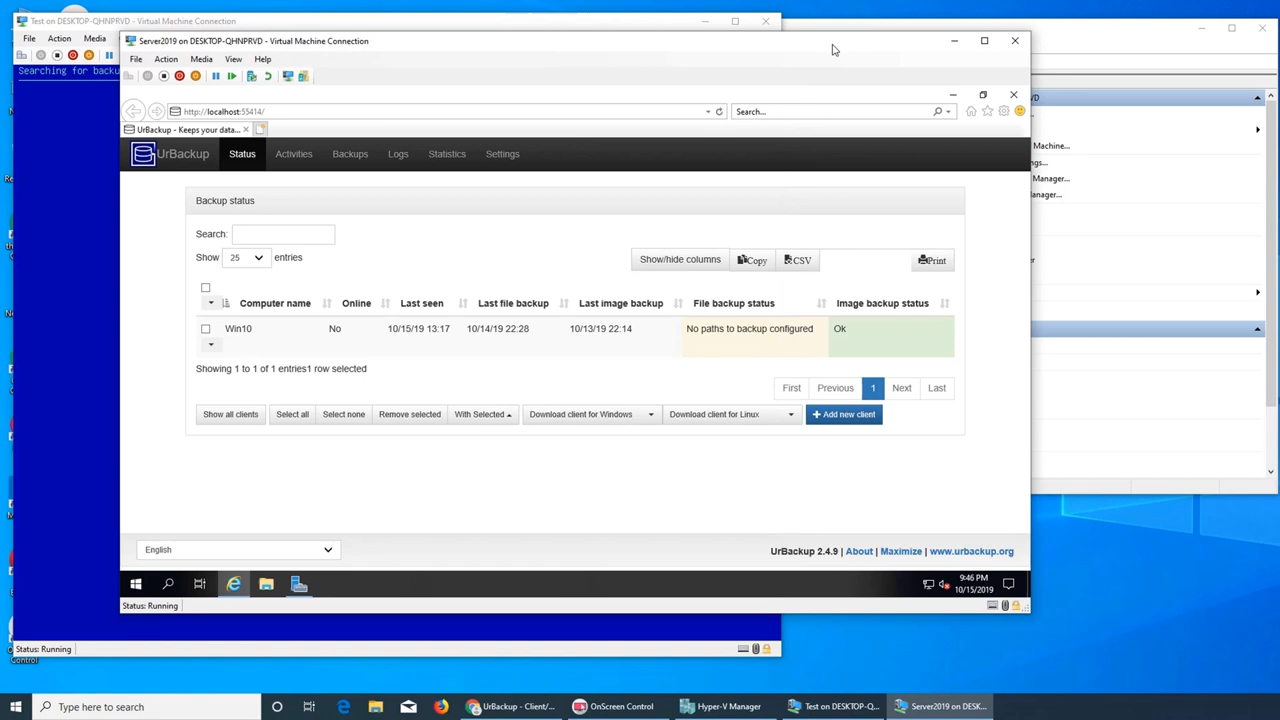 Test on DESKTOP-QHNPRVD - Virtual Machine Connection
File Action Media
Searching for backu
Server2019 on DESKTOP-QHNPRVD - Virtual Machine Connection
File Action Media View Help
http://localhost:55414/
Search...
UrBackup - Keeps your data...
UrBackup Status Activities Backups Logs Statistics Settings
Backup status
Search:
Show 25 entries
Show/hide columns Copy CSV Print
Computer name Online Last seen Last file backup Last image backup File backup status Image backup status
Win10 No 10/15/19 13:17 10/14/19 22:28 10/13/19 22:14 No paths to backup configured Ok
Showing 1 to 1 of 1 entries1 row selected
First Previous 1 Next Last
Show all clients Select all Select none Remove selected With Selected Download client for Windows Download client for Linux + Add new client
English
UrBackup 2.4.9 | About | Maximize | www.urbackup.org
9:46 PM
10/15/2019
Status: Running
VD
Machine...
ngs...
Manager...
anager...
Status: Running
Control
Type here to search
UrBackup - Client/...
OnScreen Control
Hyper-V Manager
Test on DESKTOP-Q...
Server2019 on DESK...